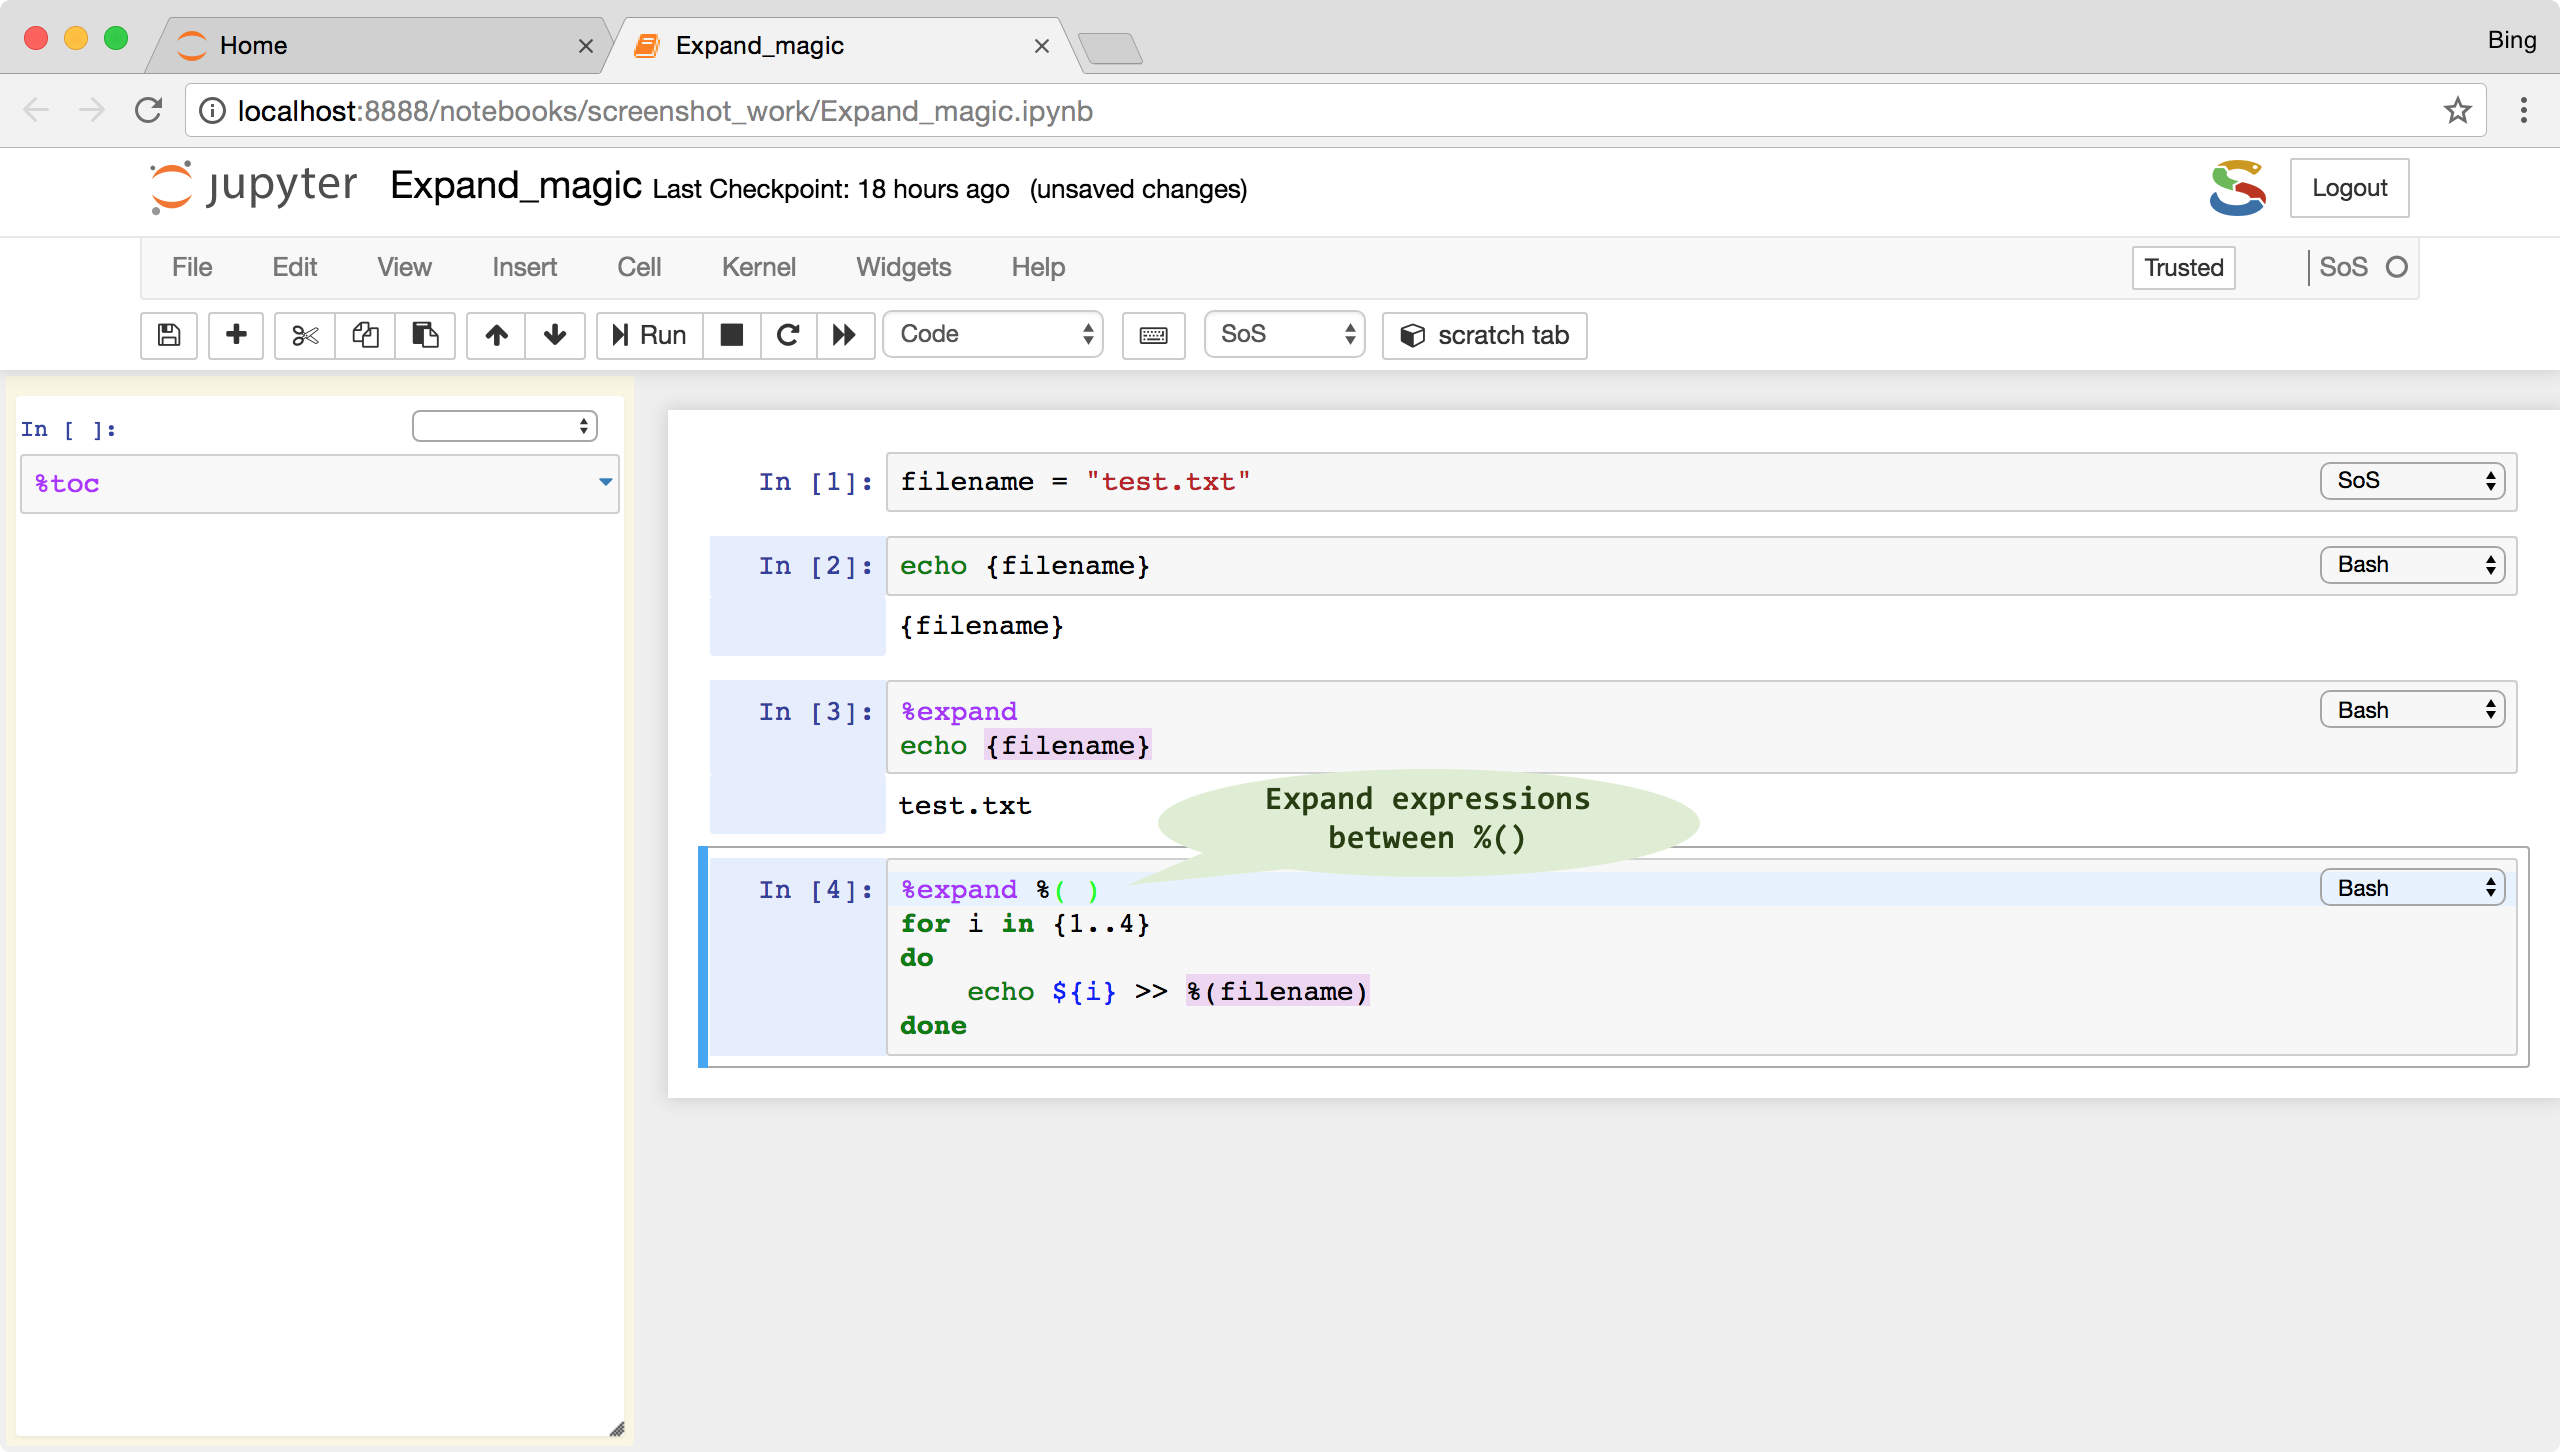 Home
Expand_magic
Bing
localhost:8888/notebooks/screenshot_work/Expand_magic.ipynb
jupyter Expand_magic Last Checkpoint: 18 hours ago (unsaved changes)
Logout
File Edit View Insert Cell Kernel Widgets Help
Trusted
SoS
Run
Code
SoS
scratch tab
In [ ]:
%toc
In [1]: filename = "test.txt"
SoS
In [2]: echo {filename}
Bash
{filename}
In [3]: %expand
Bash
echo {filename}
test.txt
Expand expressions
between %()
In [4]: %expand %( )
Bash
for i in {1..4}
do
    echo ${i} >> %(filename)
done